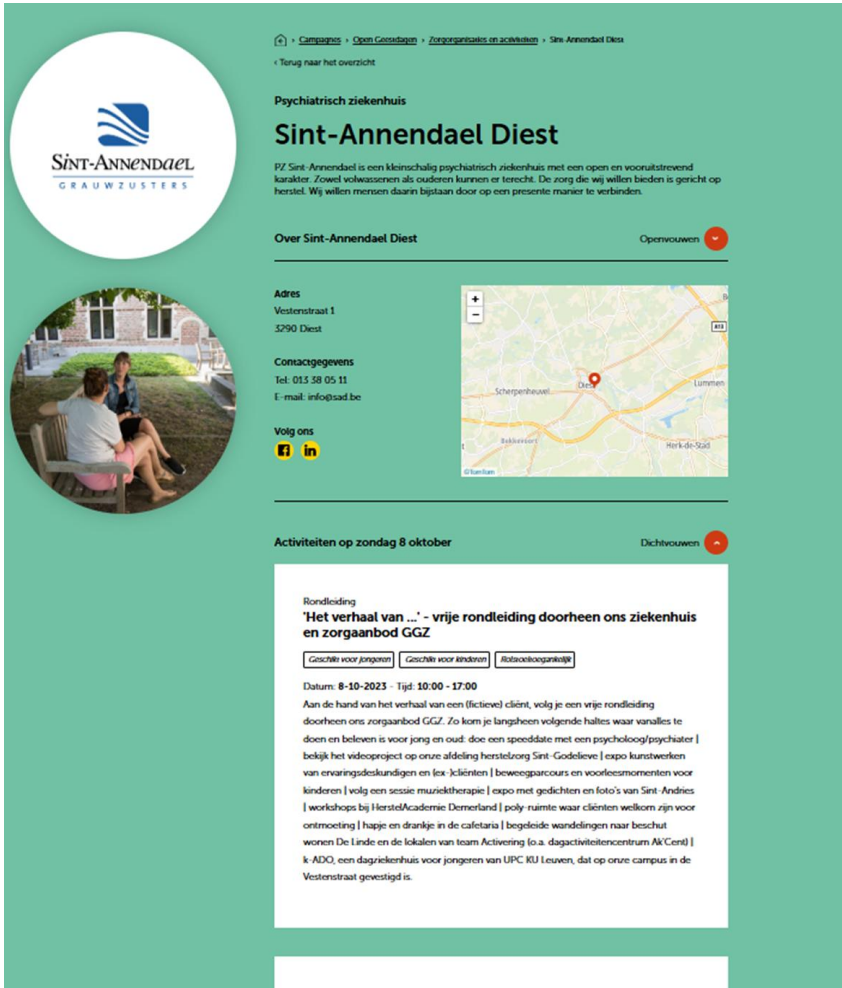 › Campagnes › Open Geestdagen › Zorgorganisaties en activiteiten › Sint-Annendael Diest
‹ Terug naar het overzicht
SINT-ANNENDAEL
GRAUWZUSTERS
Psychiatrisch ziekenhuis
Sint-Annendael Diest
PZ Sint-Annendael is een kleinschalig psychiatrisch ziekenhuis met een open en vooruitstrevend
karakter. Zowel volwassenen als ouderen kunnen er terecht. De zorg die wij willen bieden is gericht op
herstel. Wij willen mensen daarin bijstaan door op een presente manier te verbinden.
Over Sint-Annendael Diest Openvouwen
Adres
Vestenstraat 1
3290 Diest
Contactgegevens
Tel: 013 38 05 11
E-mail: info@sad.be
Volg ons
in
+
−
Scherpenheuvel
Diest
Lummen
Bekkevoort
Herk-de-Stad
©TomTom
Activiteiten op zondag 8 oktober Dichtvouwen
Rondleiding
'Het verhaal van ...' - vrije rondleiding doorheen ons ziekenhuis
en zorgaanbod GGZ
Geschikt voor jongeren Geschikt voor kinderen Rolstoeltoegankelijk
Datum: 8-10-2023 - Tijd: 10:00 - 17:00
Aan de hand van het verhaal van een (fictieve) cliënt, volg je een vrije rondleiding
doorheen ons zorgaanbod GGZ. Zo kom je langsheen volgende haltes waar vanalles te
doen en beleven is voor jong en oud: doe een speeddate met een psycholoog/psychiater |
bekijk het videoproject op onze afdeling herstelzorg Sint-Godelieve | expo kunstwerken
van ervaringsdeskundigen en (ex-)cliënten | beweegparcours en voorleesmomenten voor
kinderen | volg een sessie muziektherapie | expo met gedichten en foto's van Sint-Andries
| workshops bij HerstelAcademie Demerland | poly-ruimte waar cliënten welkom zijn voor
ontmoeting | hapje en drankje in de cafetaria | begeleide wandelingen naar beschut
wonen De Linde en de lokalen van team Activering (o.a. dagactiviteitencentrum Ak'Cent) |
k-ADO, een dagziekenhuis voor jongeren van UPC KU Leuven, dat op onze campus in de
Vestenstraat gevestigd is.